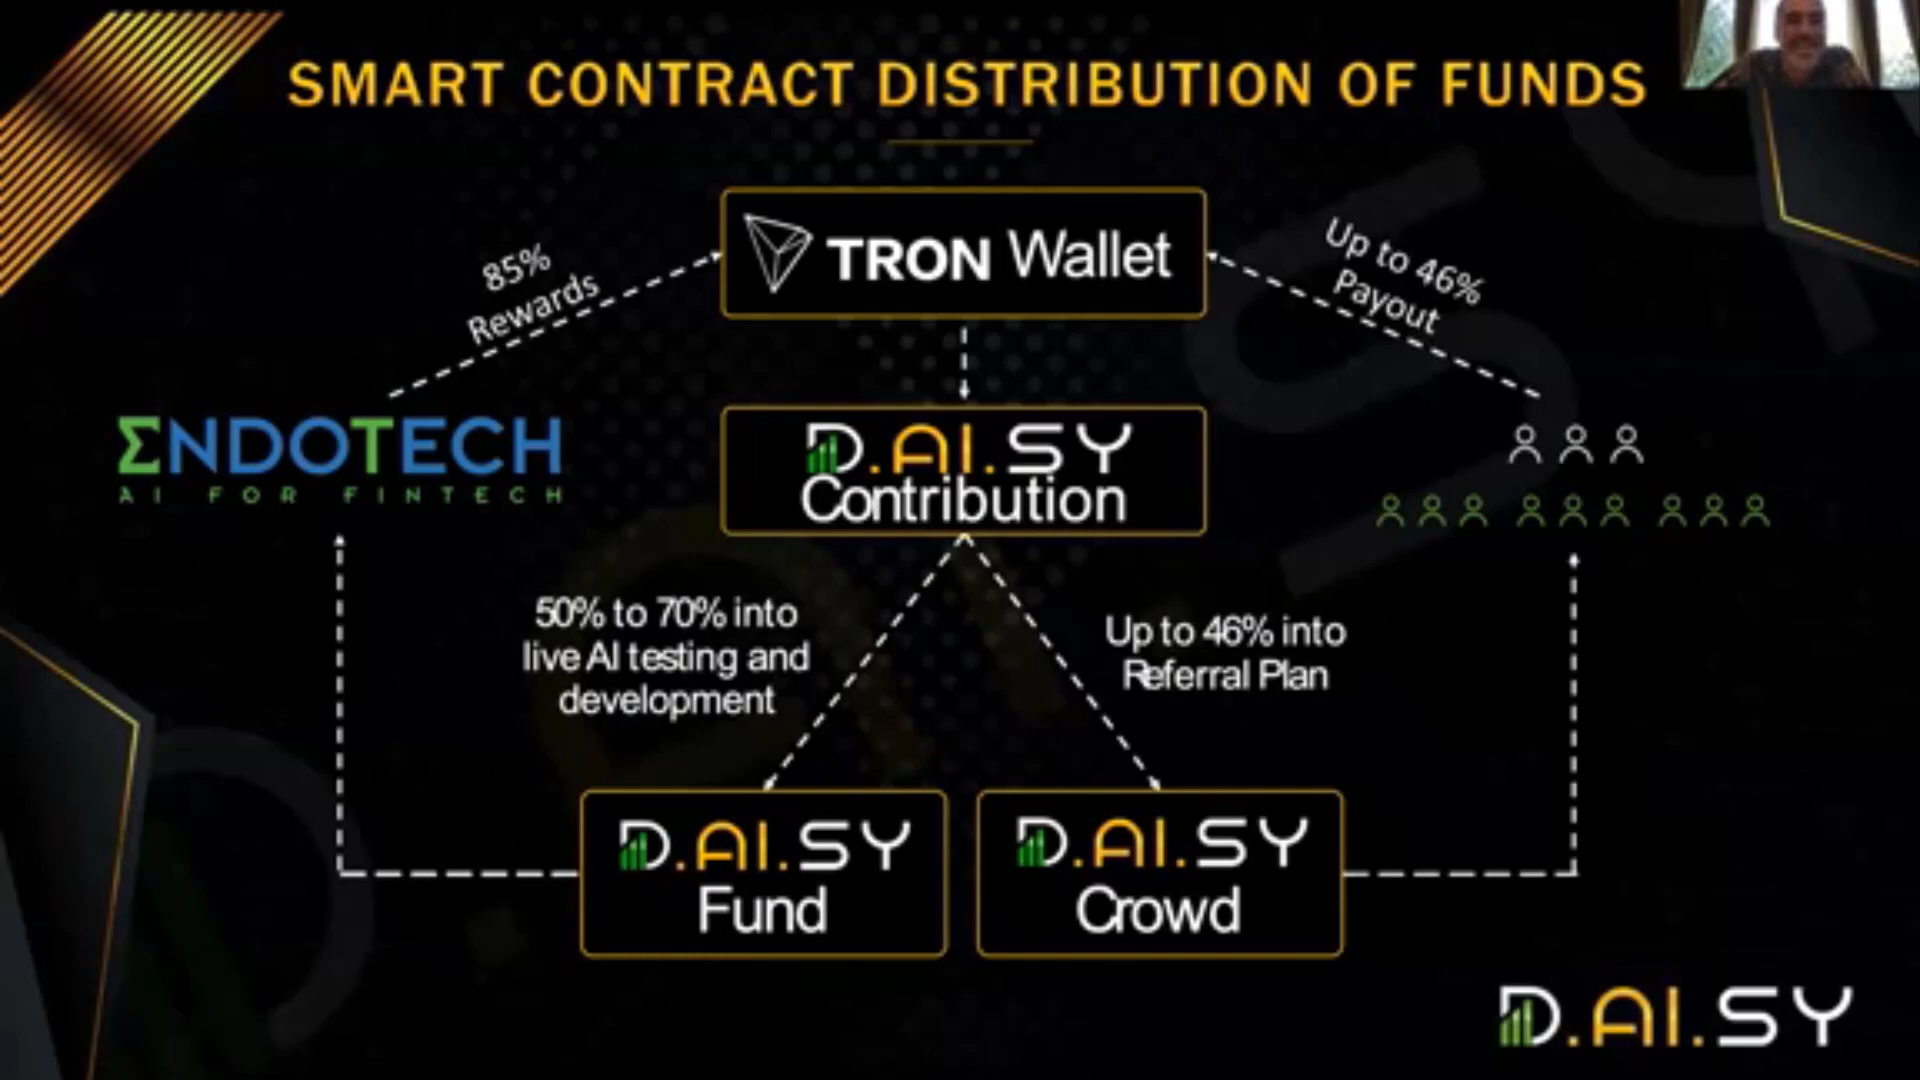 SMART CONTRACT DISTRIBUTION OF FUNDS
TRON Wallet
85%
Rewards
Up to 46%
Payout
ΣNDOTECH
AI FOR FINTECH
D.AI.SY
Contribution
50% to 70% into
live AI testing and
development
Up to 46% into
Referral Plan
D.AI.SY
Fund
D.AI.SY
Crowd
D.AI.SY